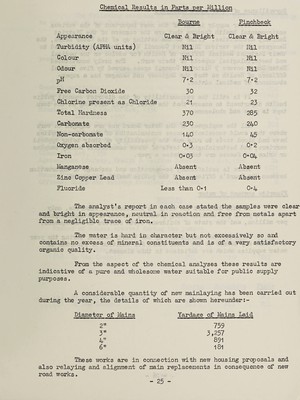 Chemical Results in Parts per Million
Bourne Pinchbeck
Appearance Clear & Bright Clear & Bright
Turbidity (APHA units) Nil Nil
Colour Nil Nil
Odour Nil Nil
pH 7·2 7·2
Free Carbon Dioxide 30 32
Chlorine present as Chloride 21 23
Total Hardness 370 285
Carbonate 230 240
Non-carbonate 140 45
Oxygen absorbed 0·3 0·2
Iron 0·05 0·04
Manganese Absent Absent
Zinc Copper Lead Absent Absent
Fluoride Less than 0·1 0·4
The analyst's report in each case stated the samples were clear
and bright in appearance, neutral in reaction and free from metals apart
from a negligible trace of iron.
The water is hard in character but not excessively so and
contains no excess of mineral constituents and is of a very satisfactory
organic quality.
From the aspect of the chemical analyses these results are
indicative of a pure and wholesome water suitable for public supply
purposes.
A considerable quantity of new mainlaying has been carried out
during the year, the details of which are shown hereunder:-
Diameter of Mains Yardage of Mains Laid
2" 759
3" 3,257
4" 891
6" 181
These works are in connection with new housing proposals and
also relaying and alignment of main replacements in consequence of new
road works.
- 25 -